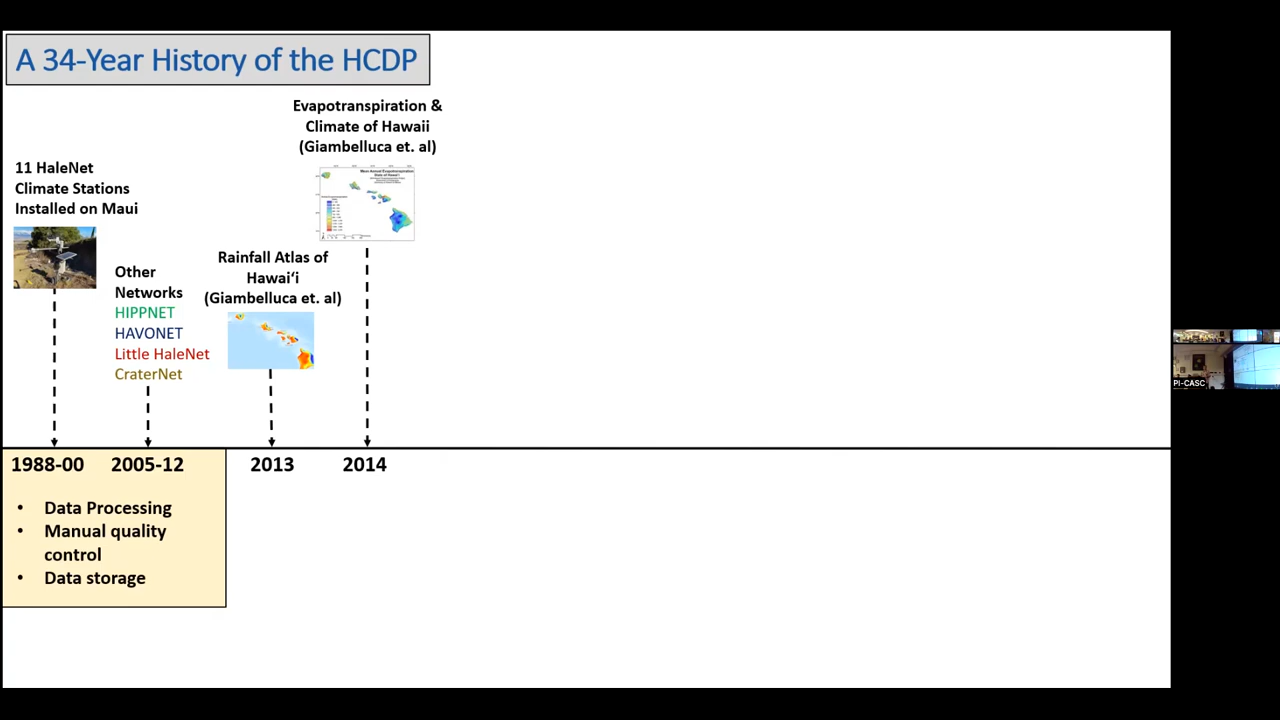 A 34-Year History of the HCDP
Evapotranspiration &
Climate of Hawaii
(Giambelluca et. al)
11 HaleNet
Climate Stations
Installed on Maui
Other
Networks
HIPPNET
HAVONET
Little HaleNet
CraterNet
Rainfall Atlas of
Hawaiʻi
(Giambelluca et. al)
1988-00
2005-12
2013
2014
• Data Processing
• Manual quality
control
• Data storage
PI-CASC